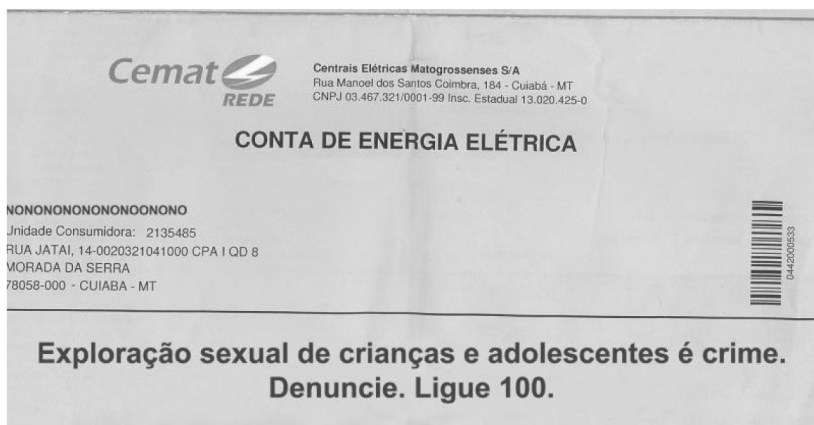 Cemat
REDE
Centrais Elétricas Matogrossenses S/A
Rua Manoel dos Santos Coimbra, 184 - Cuiabá - MT
CNPJ 03.467.321/0001-99 Insc. Estadual 13.020.425-0
CONTA DE ENERGIA ELÉTRICA
NONONONONONONOONONO
Unidade Consumidora: 2135485
RUA JATAI, 14-0020321041000 CPA I QD 8
MORADA DA SERRA
78058-000 - CUIABA - MT
0442000533
Exploração sexual de crianças e adolescentes é crime.
Denuncie. Ligue 100.